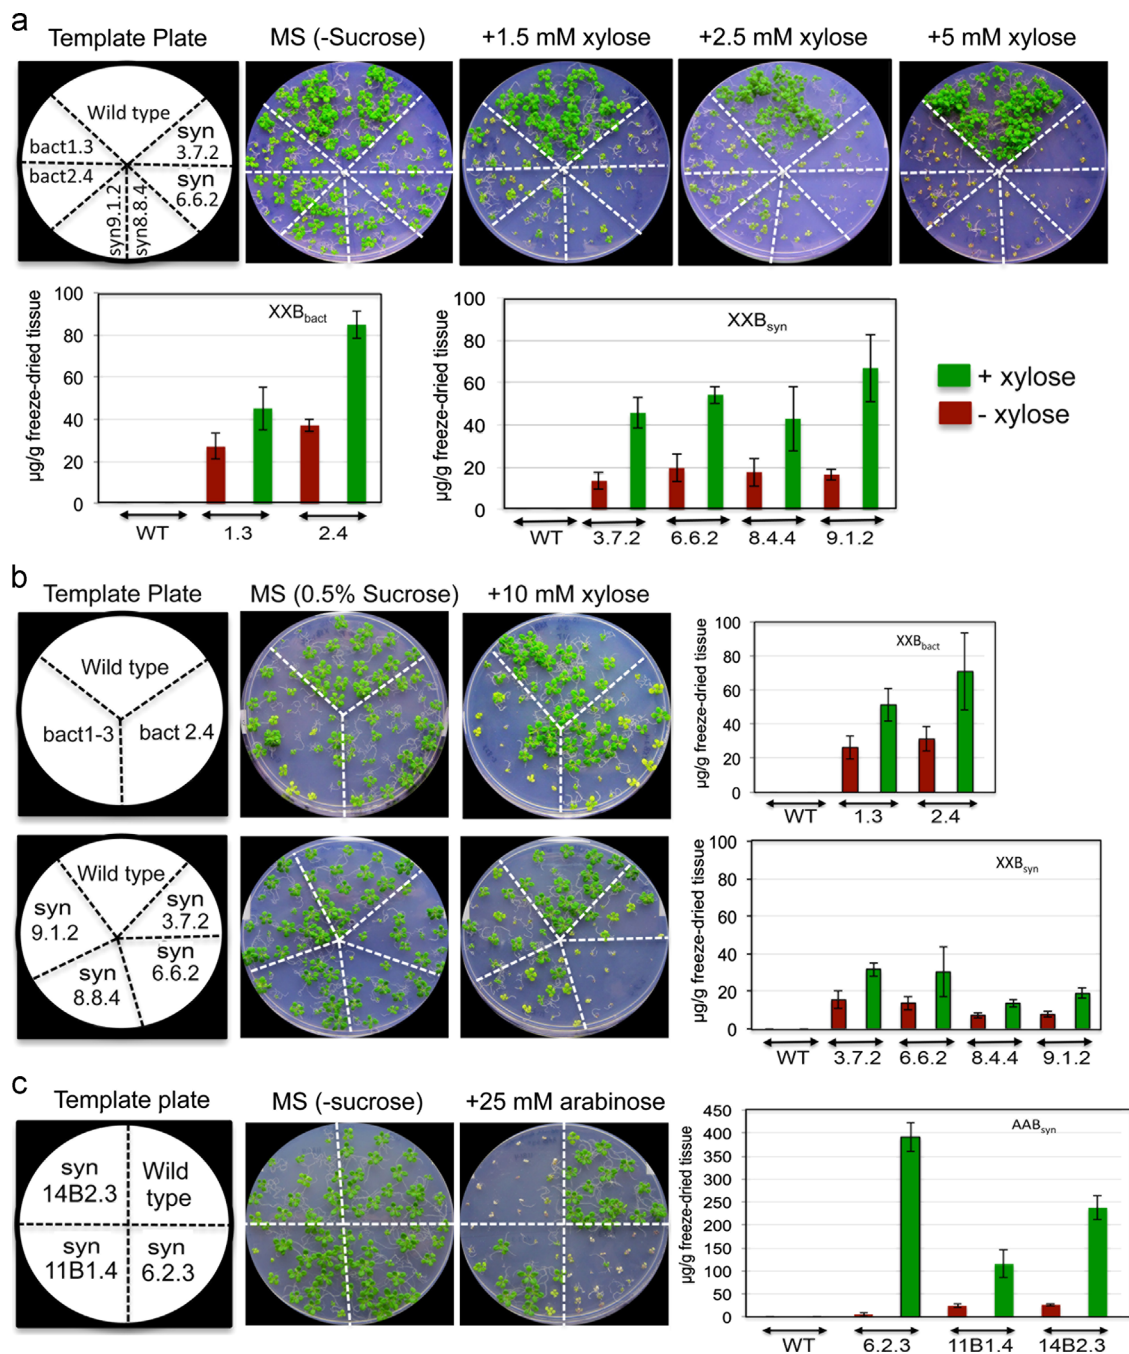 a
Template Plate
MS (-Sucrose)
+1.5 mM xylose
+2.5 mM xylose
+5 mM xylose
Wild type
bact1.3
syn
3.7.2
bact2.4
syn
6.6.2
syn9.1.2
syn8.8.4
100
80
60
40
20
0
µg/g freeze-dried tissue
XXBbact
WT
1.3
2.4
100
80
60
40
20
0
µg/g freeze-dried tissue
XXBsyn
WT
3.7.2
6.6.2
8.4.4
9.1.2
+ xylose
- xylose
b
Template Plate
MS (0.5% Sucrose)
+10 mM xylose
Wild type
bact1-3
bact 2.4
100
80
60
40
20
0
µg/g freeze-dried tissue
XXBbact
WT
1.3
2.4
Wild type
syn
9.1.2
syn
3.7.2
syn
6.6.2
syn
8.8.4
100
80
60
40
20
0
µg/g freeze-dried tissue
XXBsyn
WT
3.7.2
6.6.2
8.4.4
9.1.2
c
Template plate
MS (-sucrose)
+25 mM arabinose
syn
14B2.3
Wild
type
syn
11B1.4
syn
6.2.3
450
400
350
300
250
200
150
100
50
0
µg/g freeze-dried tissue
AABsyn
WT
6.2.3
11B1.4
14B2.3